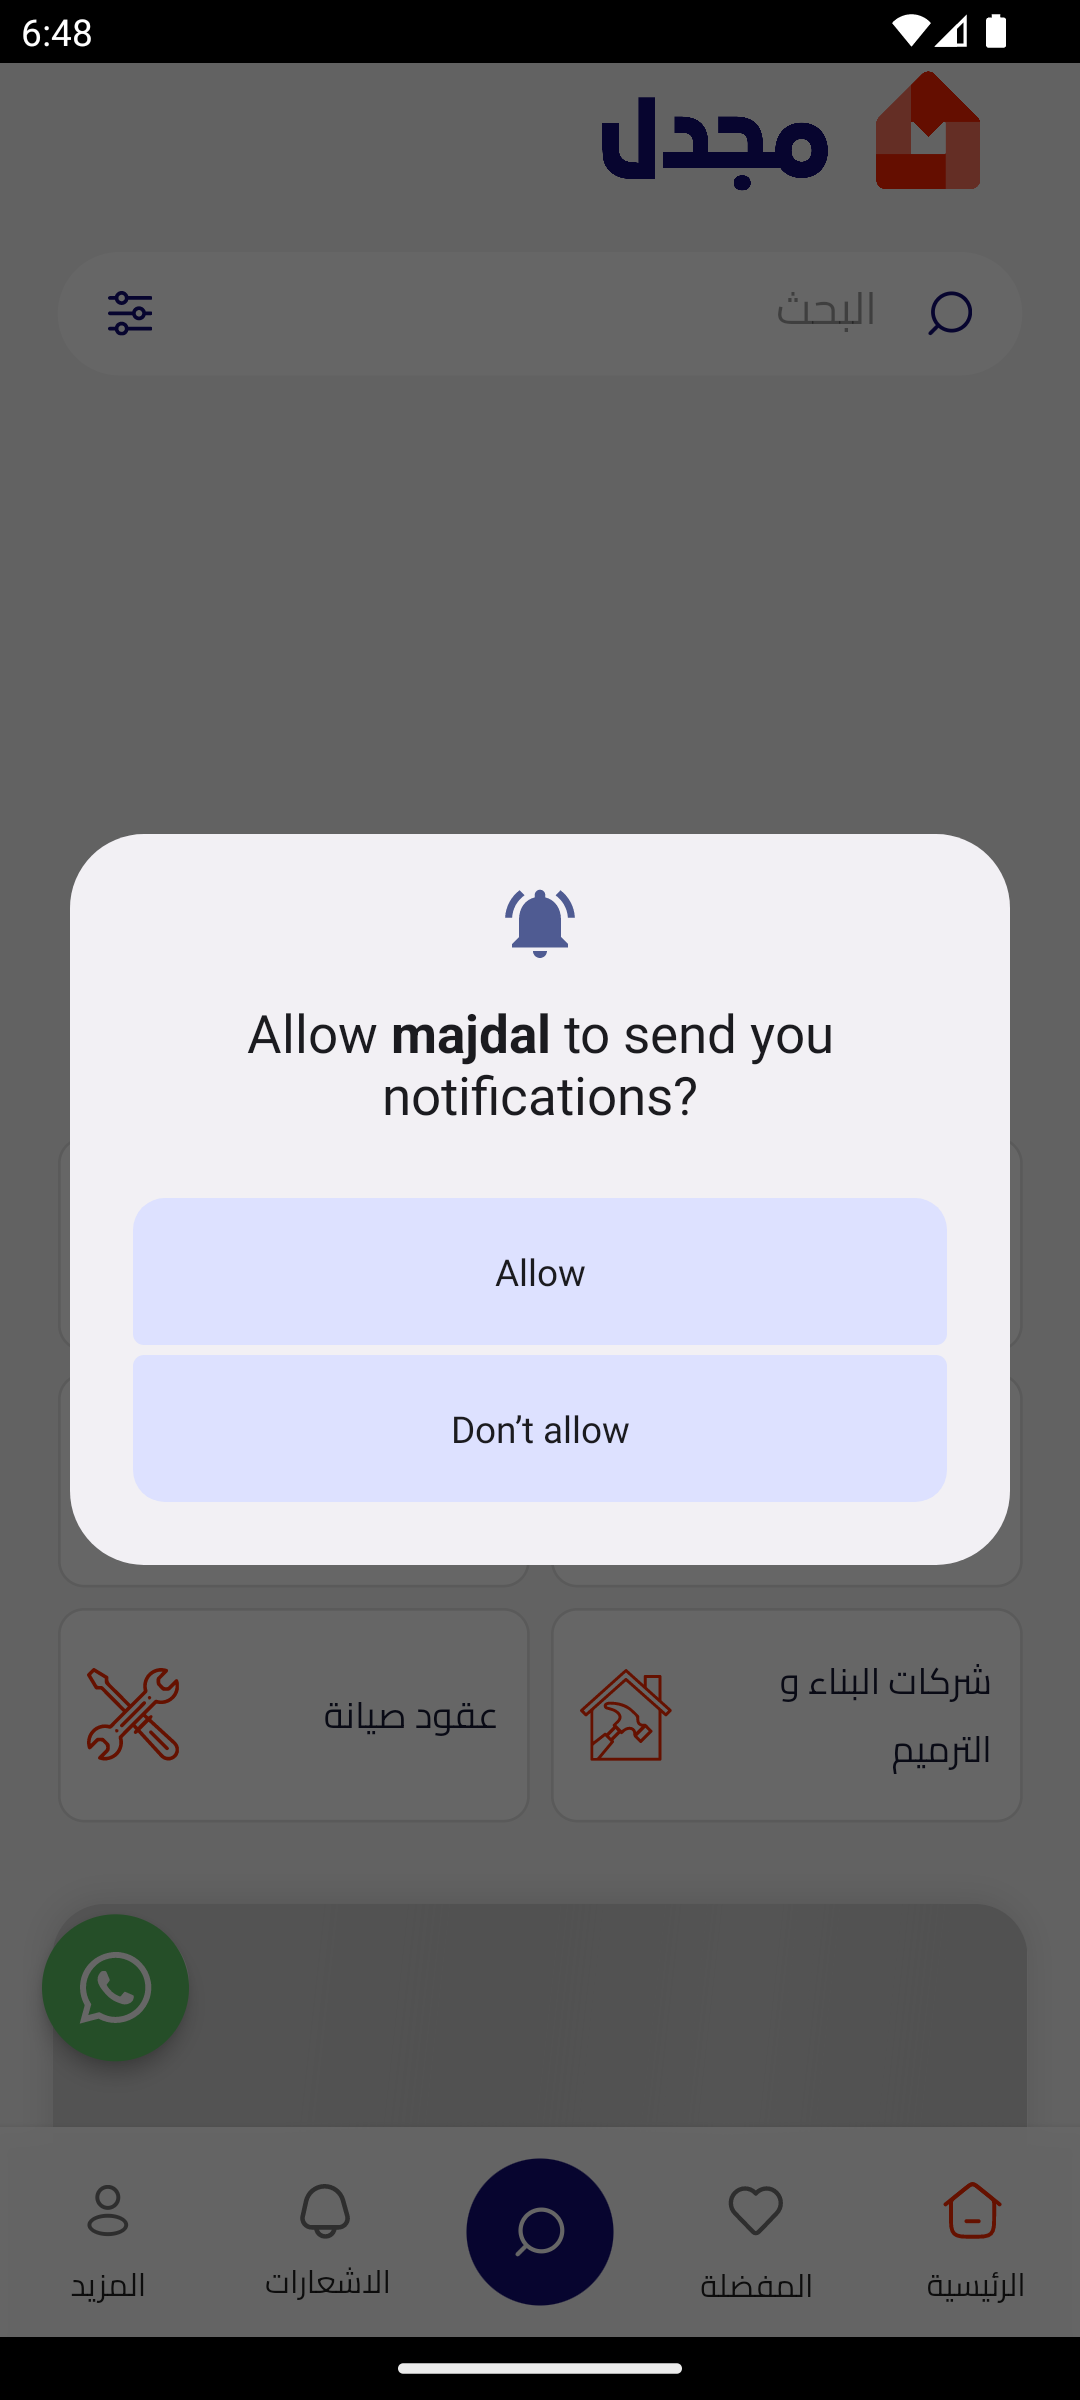 6:48
مجدل
البحث
Allow majdal to send you
notifications?
Allow
Don’t allow
شركات البناء و
الترميم
عقود صيانة
الرئيسية
المفضلة
الاشعارات
المزيد